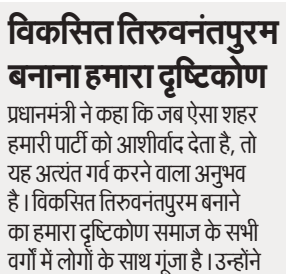 विकसित तिरुवनंतपुरम
बनाना हमारा दृष्टिकोण
प्रधानमंत्री ने कहा कि जब ऐसा शहर
हमारी पार्टी को आशीर्वाद देता है, तो
यह अत्यंत गर्व करने वाला अनुभव
है। विकसित तिरुवनंतपुरम बनाने
का हमारा दृष्टिकोण समाज के सभी
वर्गों में लोगों के साथ गूंजा है। उन्होंने